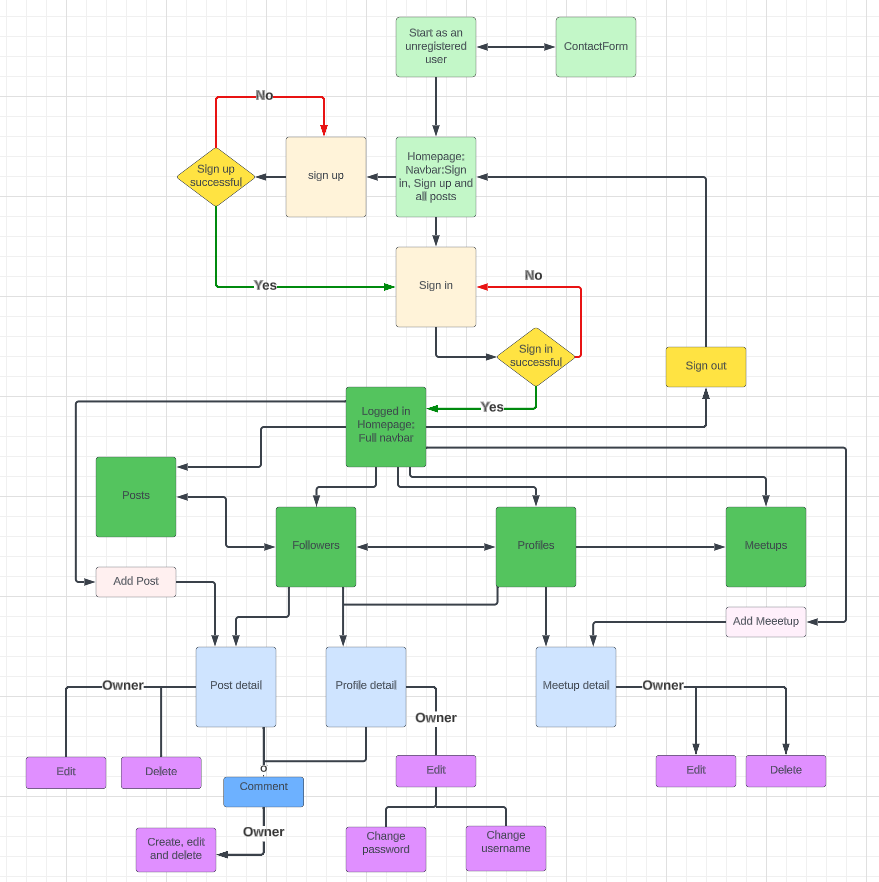 Start as an
unregistered
user
ContactForm
No
Sign up
successful
sign up
Homepage;
Navbar:Sign
in, Sign up and
all posts
Yes
Sign in
No
Sign in
successful
Sign out
Yes
Logged in
Homepage;
Full navbar
Posts
Followers
Profiles
Meetups
Add Post
Add Meeetup
Post detail
Profile detail
Meetup detail
Owner
Owner
Owner
Edit
Delete
o
Comment
Edit
Edit
Delete
Owner
Create, edit
and delete
Change
password
Change
username